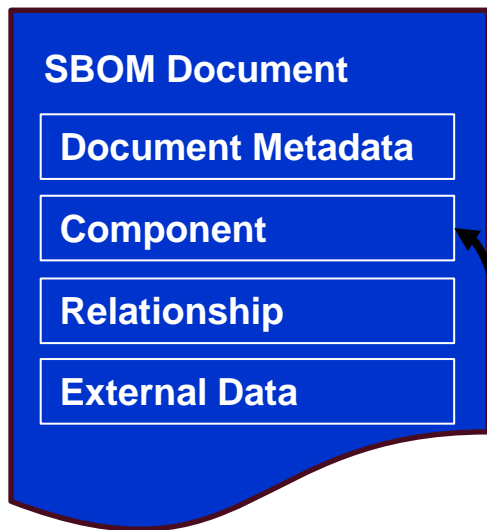 SBOM Document
Document Metadata
Component
Relationship
External Data